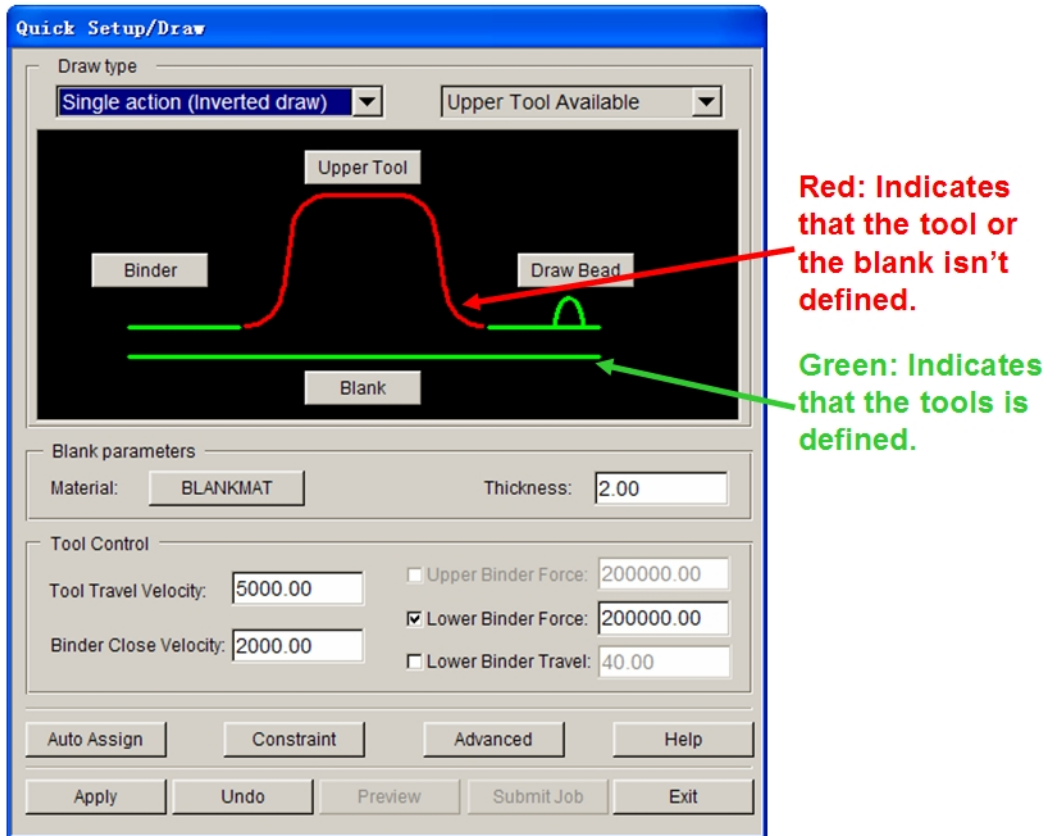 Quick Setup/Draw
Draw type
Single action (Inverted draw)
Upper Tool Available
Upper Tool
Binder
Draw Bead
Blank
Red: Indicates
that the tool or
the blank isn't
defined.
Green: Indicates
that the tools is
defined.
Blank parameters
Material:
BLANKMAT
Thickness:
2.00
Tool Control
Tool Travel Velocity:
5000.00
Upper Binder Force:
200000.00
Lower Binder Force:
200000.00
Binder Close Velocity:
2000.00
Lower Binder Travel:
40.00
Auto Assign
Constraint
Advanced
Help
Apply
Undo
Preview
Submit Job
Exit